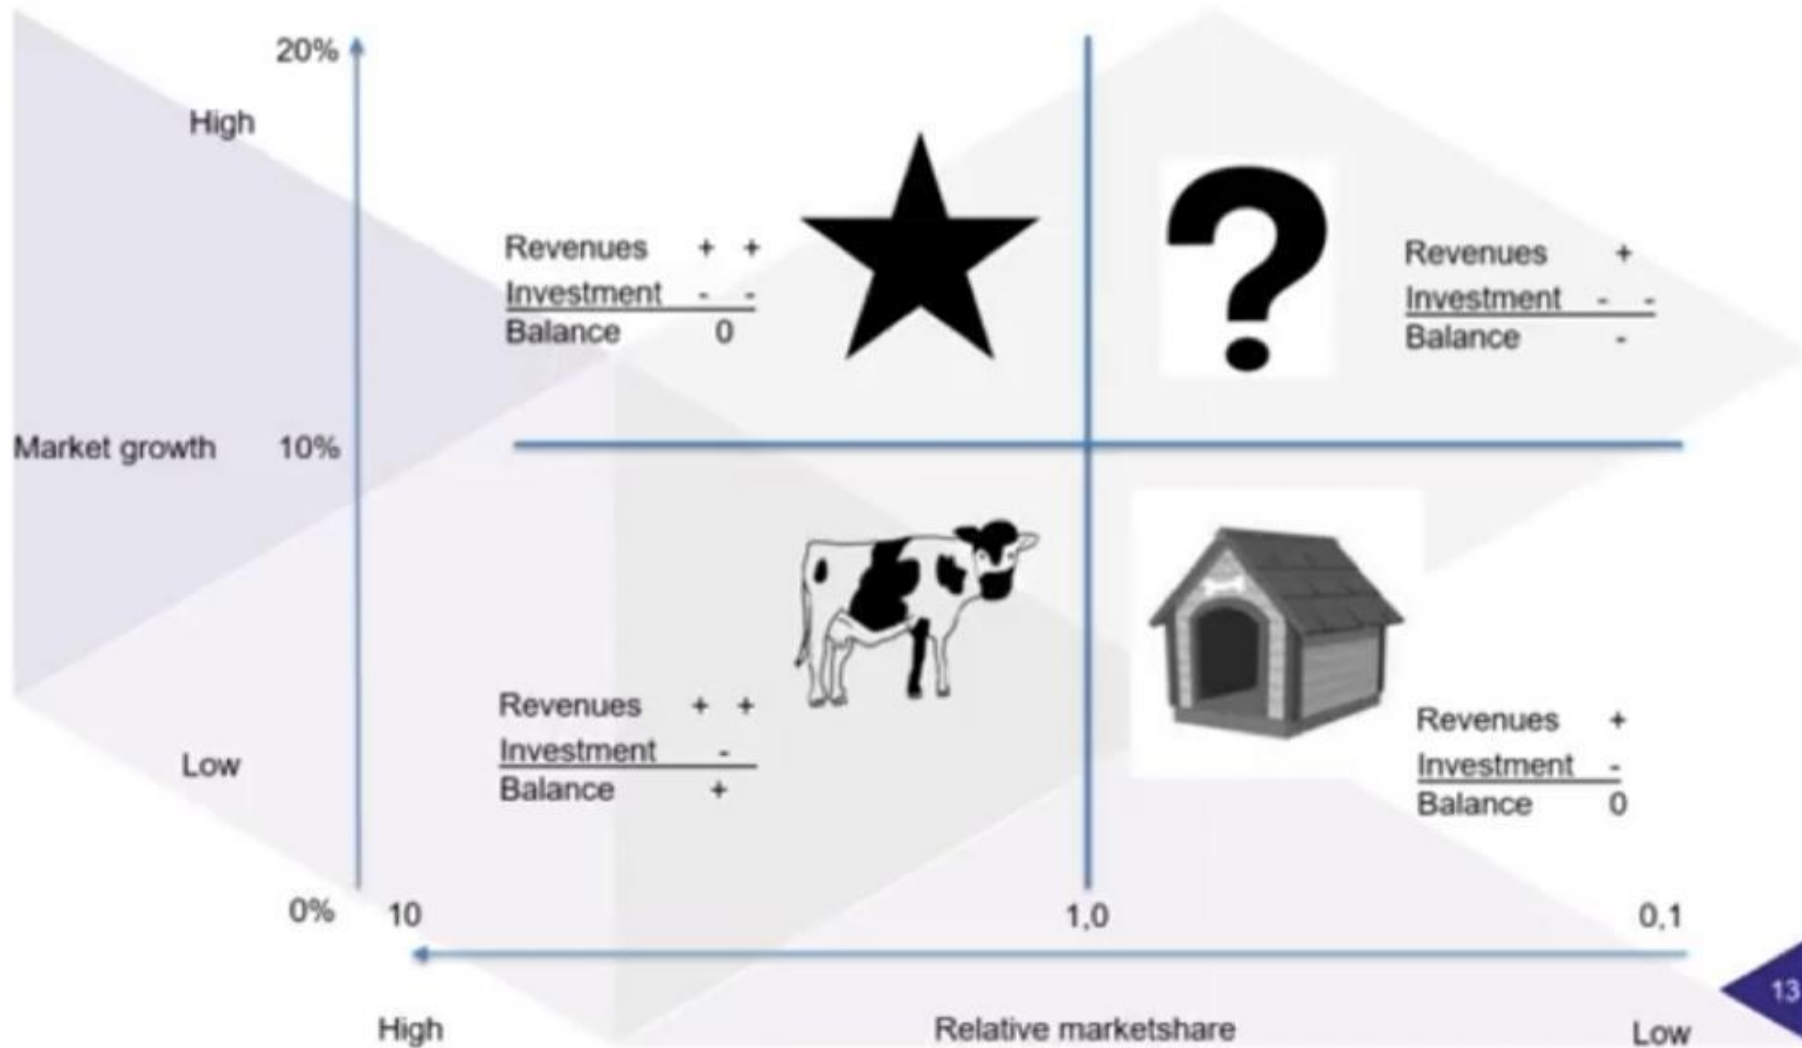 20%
High
Revenues + +
Investment - -
Balance 0
Revenues +
Investment - -
Balance -
Market growth 10%
Revenues + +
Investment -
Balance +
Low
Revenues +
Investment -
Balance 0
0% 10 1,0 0,1
13
High Relative marketshare Low